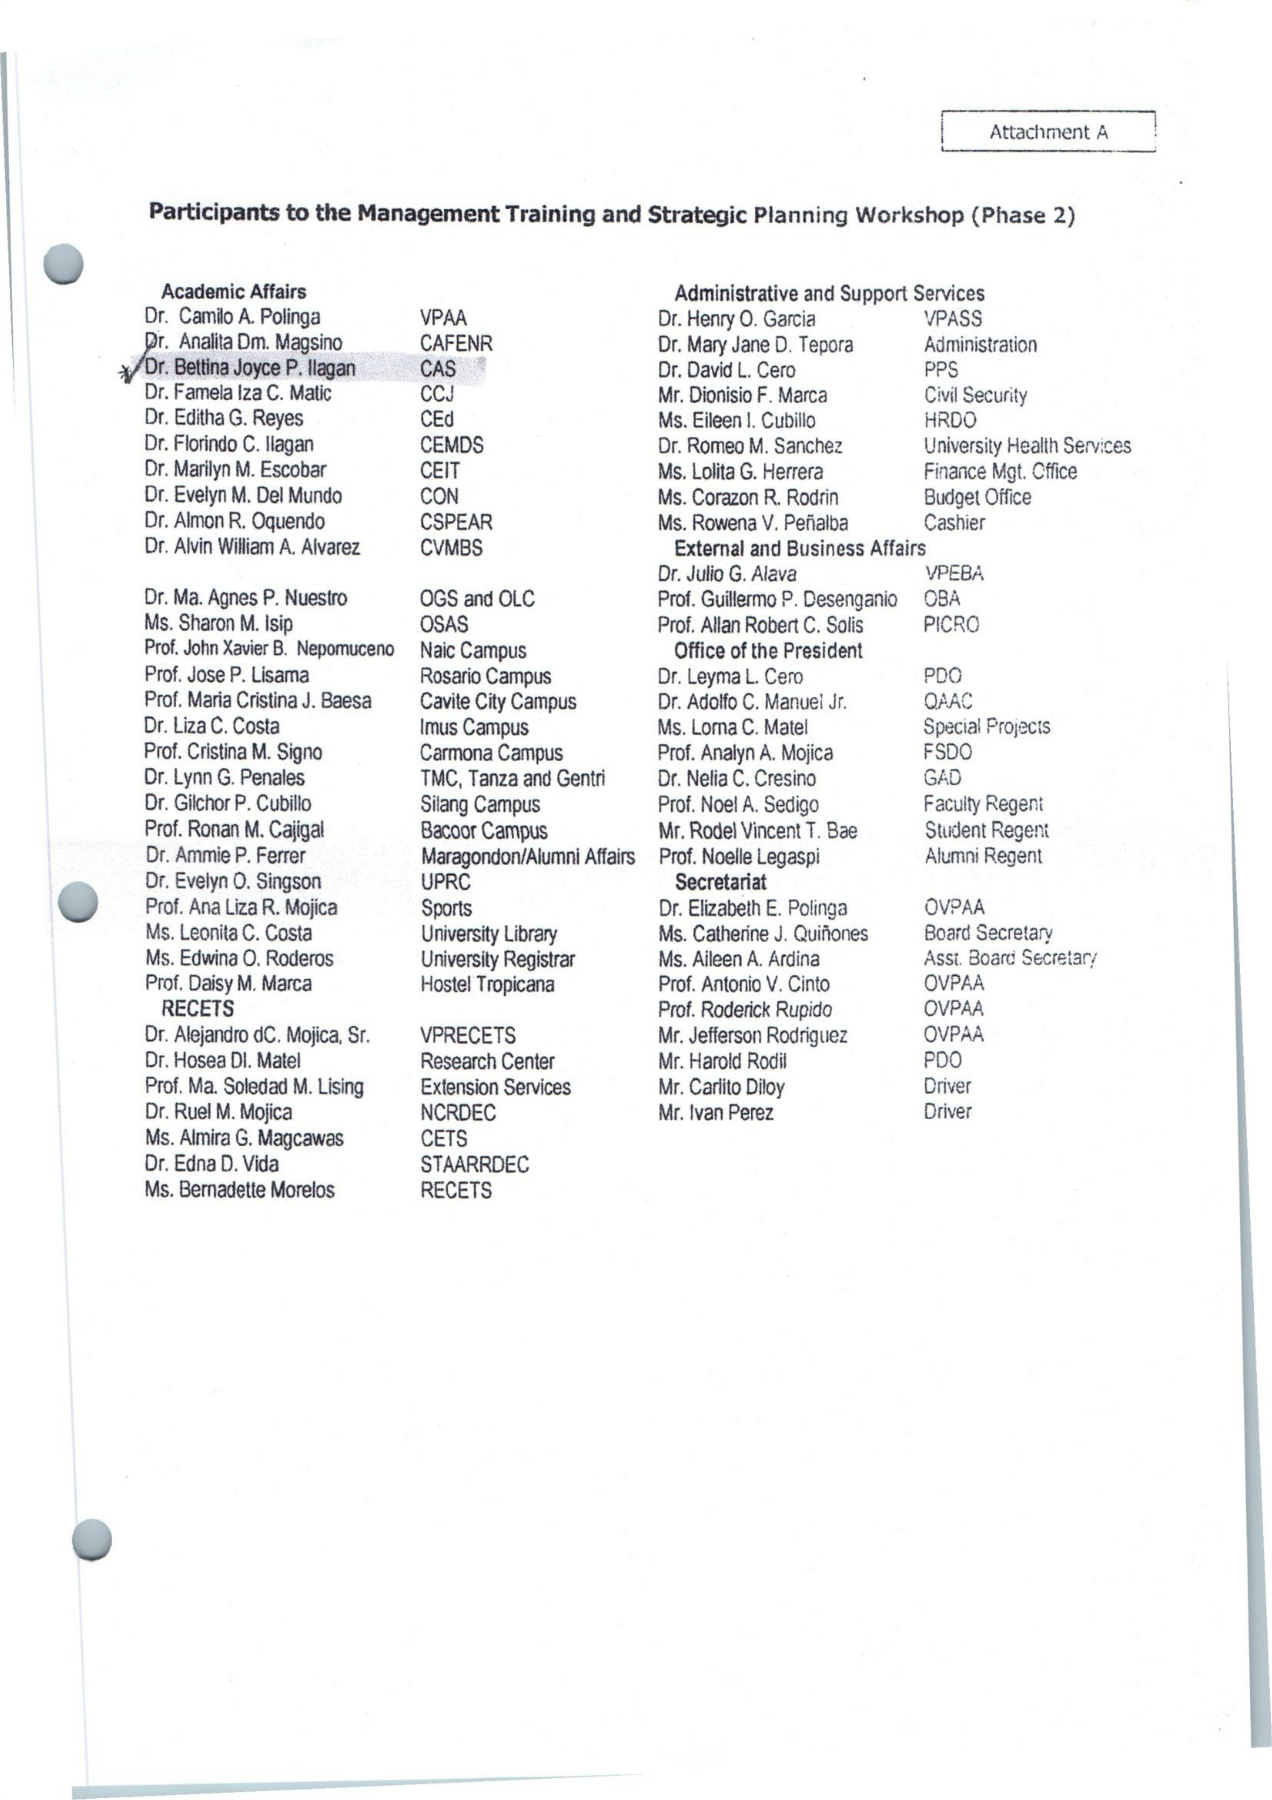 Attachment A
Participants to the Management Training and Strategic Planning Workshop (Phase 2)
Academic Affairs
Dr. Camilo A. Polinga VPAA
Dr. Analita Dm. Magsino CAFENR
Dr. Bettina Joyce P. Ilagan CAS
Dr. Famela Iza C. Matic CCJ
Dr. Editha G. Reyes CEd
Dr. Florindo C. Ilagan CEMDS
Dr. Marilyn M. Escobar CEIT
Dr. Evelyn M. Del Mundo CON
Dr. Almon R. Oquendo CSPEAR
Dr. Alvin William A. Alvarez CVMBS
Dr. Ma. Agnes P. Nuestro OGS and OLC
Ms. Sharon M. Isip OSAS
Prof. John Xavier B. Nepomuceno Naic Campus
Prof. Jose P. Lisama Rosario Campus
Prof. Maria Cristina J. Baesa Cavite City Campus
Dr. Liza C. Costa Imus Campus
Prof. Cristina M. Signo Carmona Campus
Dr. Lynn G. Penales TMC, Tanza and Gentri
Dr. Gilchor P. Cubillo Silang Campus
Prof. Ronan M. Cajigal Bacoor Campus
Dr. Ammie P. Ferrer Maragondon/Alumni Affairs
Dr. Evelyn O. Singson UPRC
Prof. Ana Liza R. Mojica Sports
Ms. Leonita C. Costa University Library
Ms. Edwina O. Roderos University Registrar
Prof. Daisy M. Marca Hostel Tropicana
RECETS
Dr. Alejandro dC. Mojica, Sr. VPRECETS
Dr. Hosea Dl. Matel Research Center
Prof. Ma. Soledad M. Lising Extension Services
Dr. Ruel M. Mojica NCRDEC
Ms. Almira G. Magcawas CETS
Dr. Edna D. Vida STAARRDEC
Ms. Bernadette Morelos RECETS
Administrative and Support Services
Dr. Henry O. Garcia VPASS
Dr. Mary Jane D. Tepora Administration
Dr. David L. Cero PPS
Mr. Dionisio F. Marca Civil Security
Ms. Eileen I. Cubillo HRDO
Dr. Romeo M. Sanchez University Health Services
Ms. Lolita G. Herrera Finance Mgt. Office
Ms. Corazon R. Rodrin Budget Office
Ms. Rowena V. Peñalba Cashier
External and Business Affairs
Dr. Julio G. Alava VPEBA
Prof. Guillermo P. Desenganio OBA
Prof. Allan Robert C. Solis PICRO
Office of the President
Dr. Leyma L. Cero PDO
Dr. Adolfo C. Manuel Jr. QAAC
Ms. Lorna C. Matel Special Projects
Prof. Analyn A. Mojica FSDO
Dr. Nelia C. Cresino GAD
Prof. Noel A. Sedigo Faculty Regent
Mr. Rodel Vincent T. Bae Student Regent
Prof. Noelle Legaspi Alumni Regent
Secretariat
Dr. Elizabeth E. Polinga OVPAA
Ms. Catherine J. Quiñones Board Secretary
Ms. Aileen A. Ardina Asst. Board Secretary
Prof. Antonio V. Cinto OVPAA
Prof. Roderick Rupido OVPAA
Mr. Jefferson Rodriguez OVPAA
Mr. Harold Rodil PDO
Mr. Carlito Diloy Driver
Mr. Ivan Perez Driver